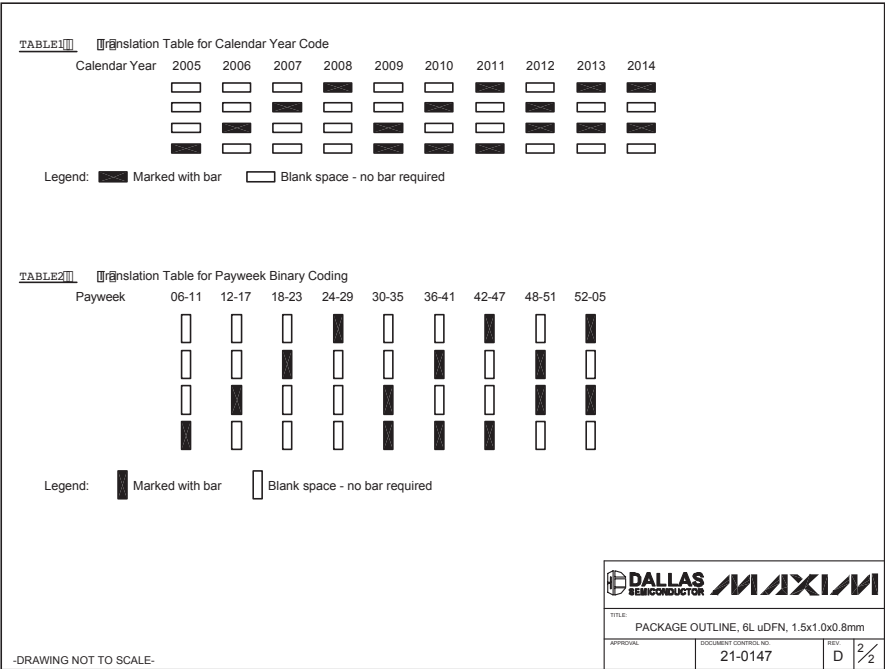 TABLE1 Translation Table for Calendar Year Code
Calendar Year 2005 2006 2007 2008 2009 2010 2011 2012 2013 2014
Legend: Marked with bar Blank space - no bar required
TABLE2 Translation Table for Payweek Binary Coding
Payweek 06-11 12-17 18-23 24-29 30-35 36-41 42-47 48-51 52-05
Legend: Marked with bar Blank space - no bar required
DALLAS SEMICONDUCTOR MAXIM
TITLE:
PACKAGE OUTLINE, 6L uDFN, 1.5x1.0x0.8mm
APPROVAL DOCUMENT CONTROL NO. REV.
21-0147 D 2/2
-DRAWING NOT TO SCALE-